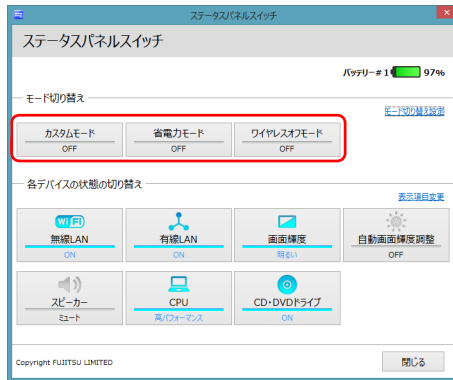 ステータスパネルスイッチ
ステータスパネルスイッチ
バッテリー#1 97%
モード切り替え
モード切替え設定
カスタムモード 省電力モード ワイヤレスオフモード
OFF OFF OFF
各デバイスの状態の切り替え
表示項目変更
WiFi
無線LAN 有線LAN 画面輝度 自動画面輝度調整
ON ON 明るい OFF
スピーカー CPU CD・DVDドライブ
ミュート 高パフォーマンス ON
Copyright FUJITSU LIMITED 閉じる